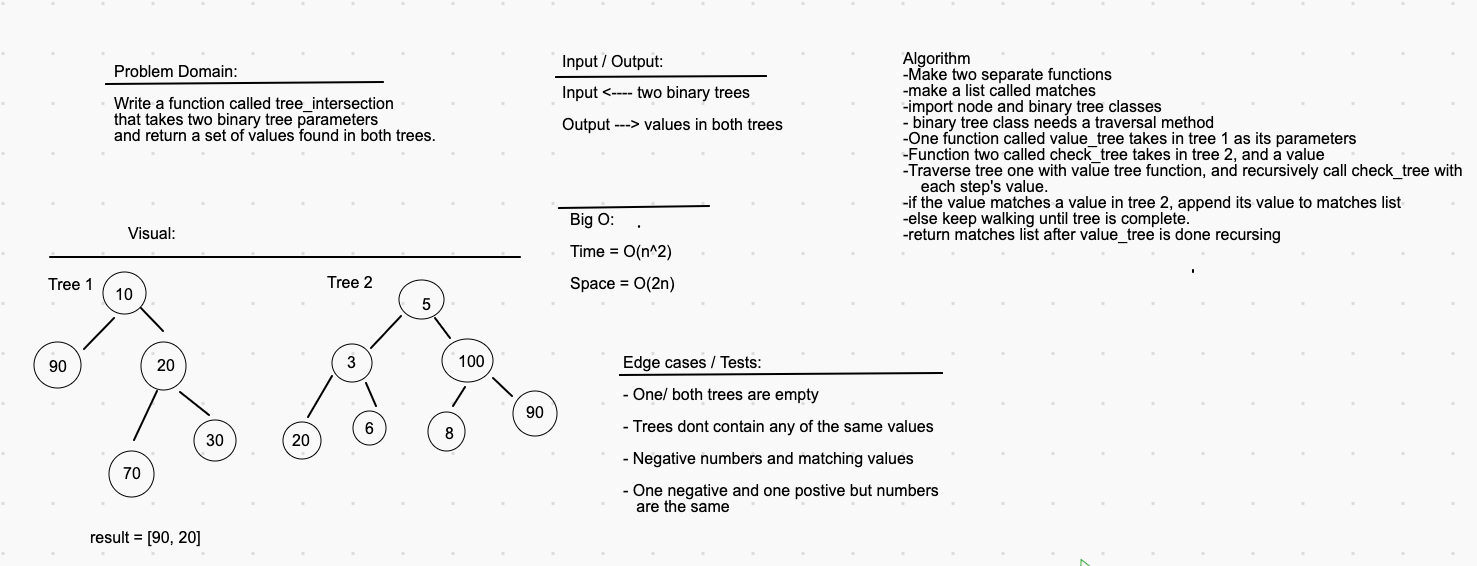 Problem Domain:
Write a function called tree_intersection
that takes two binary tree parameters
and return a set of values found in both trees.
Input / Output:
Input <---- two binary trees
Output ---> values in both trees
Algorithm
-Make two separate functions
-make a list called matches
-import node and binary tree classes
- binary tree class needs a traversal method
-One function called value_tree takes in tree 1 as its parameters
-Function two called check_tree takes in tree 2, and a value
-Traverse tree one with value tree function, and recursively call check_tree with
each step's value.
-if the value matches a value in tree 2, append its value to matches list
-else keep walking until tree is complete.
-return matches list after value_tree is done recursing
Big O:
Time = O(n^2)
Space = O(2n)
Visual:
Tree 1
10
90
20
70
30
Tree 2
5
3
100
20
6
8
90
result = [90, 20]
Edge cases / Tests:
- One/ both trees are empty
- Trees dont contain any of the same values
- Negative numbers and matching values
- One negative and one postive but numbers
are the same